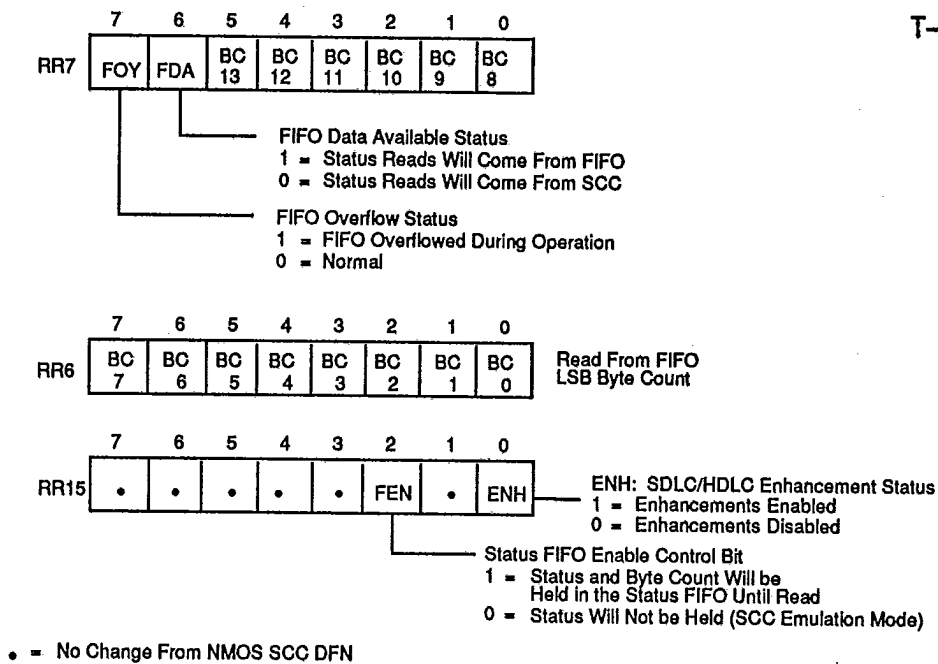 T-
7 6 5 4 3 2 1 0
RR7 FOY FDA BC 13 BC 12 BC 11 BC 10 BC 9 BC 8
FIFO Data Available Status
1 = Status Reads Will Come From FIFO
0 = Status Reads Will Come From SCC
FIFO Overflow Status
1 = FIFO Overflowed During Operation
0 = Normal
7 6 5 4 3 2 1 0
RR6 BC 7 BC 6 BC 5 BC 4 BC 3 BC 2 BC 1 BC 0
Read From FIFO
LSB Byte Count
7 6 5 4 3 2 1 0
RR15 • • • • • FEN • ENH
ENH: SDLC/HDLC Enhancement Status
1 = Enhancements Enabled
0 = Enhancements Disabled
Status FIFO Enable Control Bit
1 = Status and Byte Count Will be
Held in the Status FIFO Until Read
0 = Status Will Not be Held (SCC Emulation Mode)
• = No Change From NMOS SCC DFN